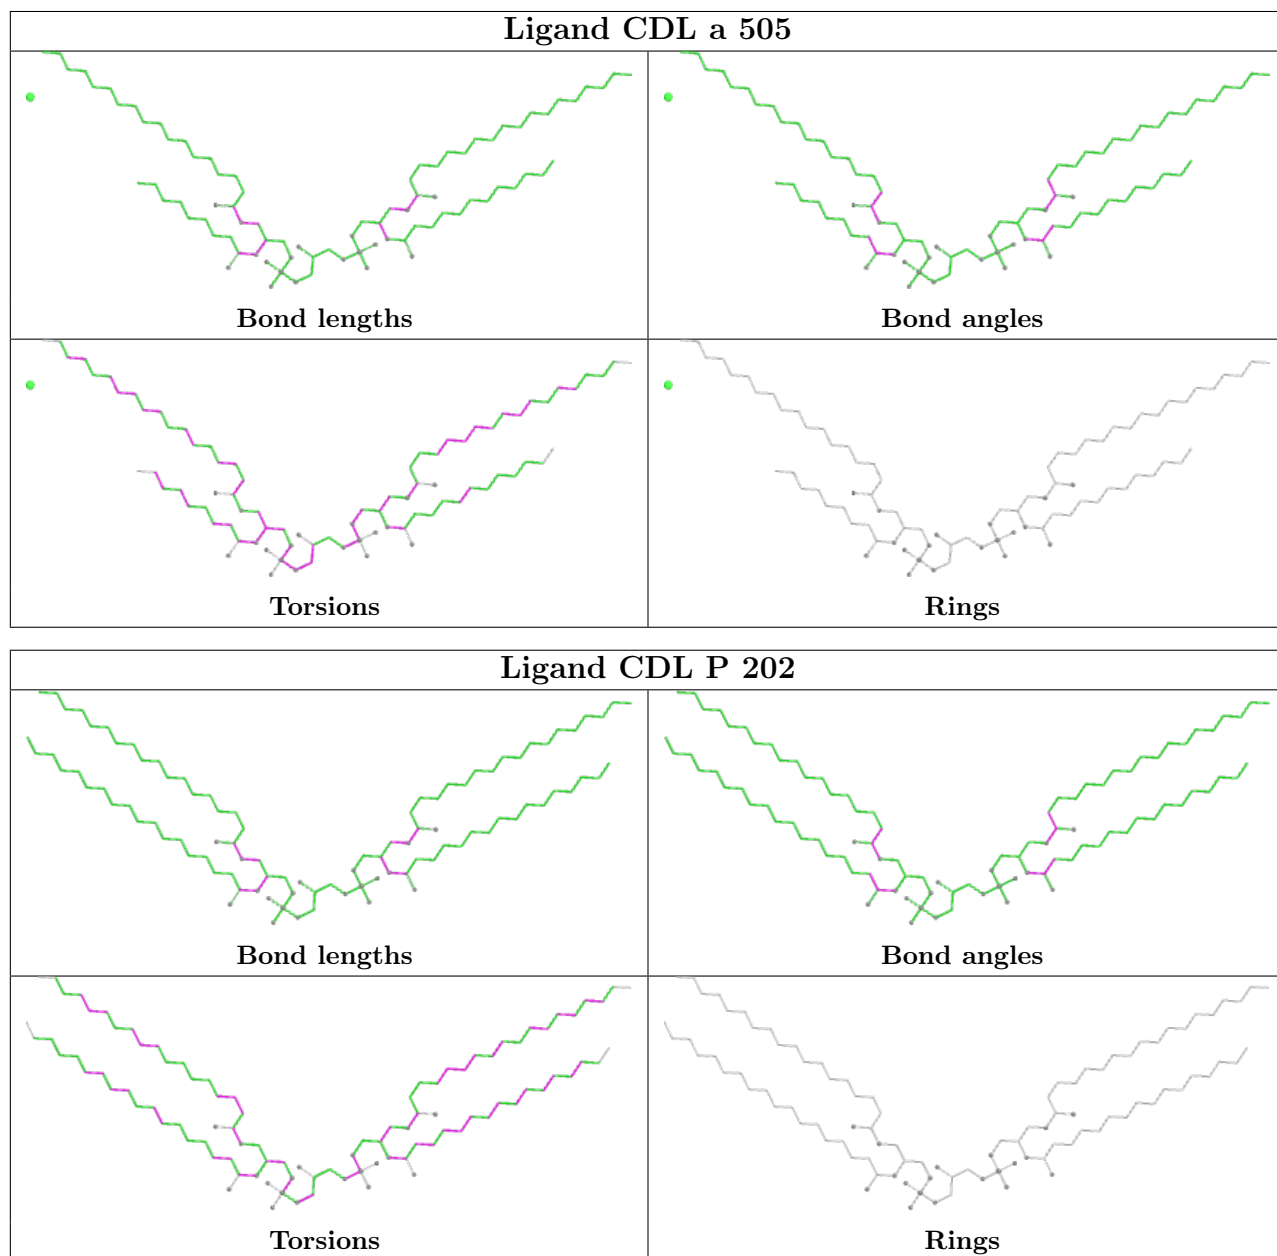 Ligand CDL a 505
Bond lengths
Bond angles
Torsions
Rings
Ligand CDL P 202
Bond lengths
Bond angles
Torsions
Rings